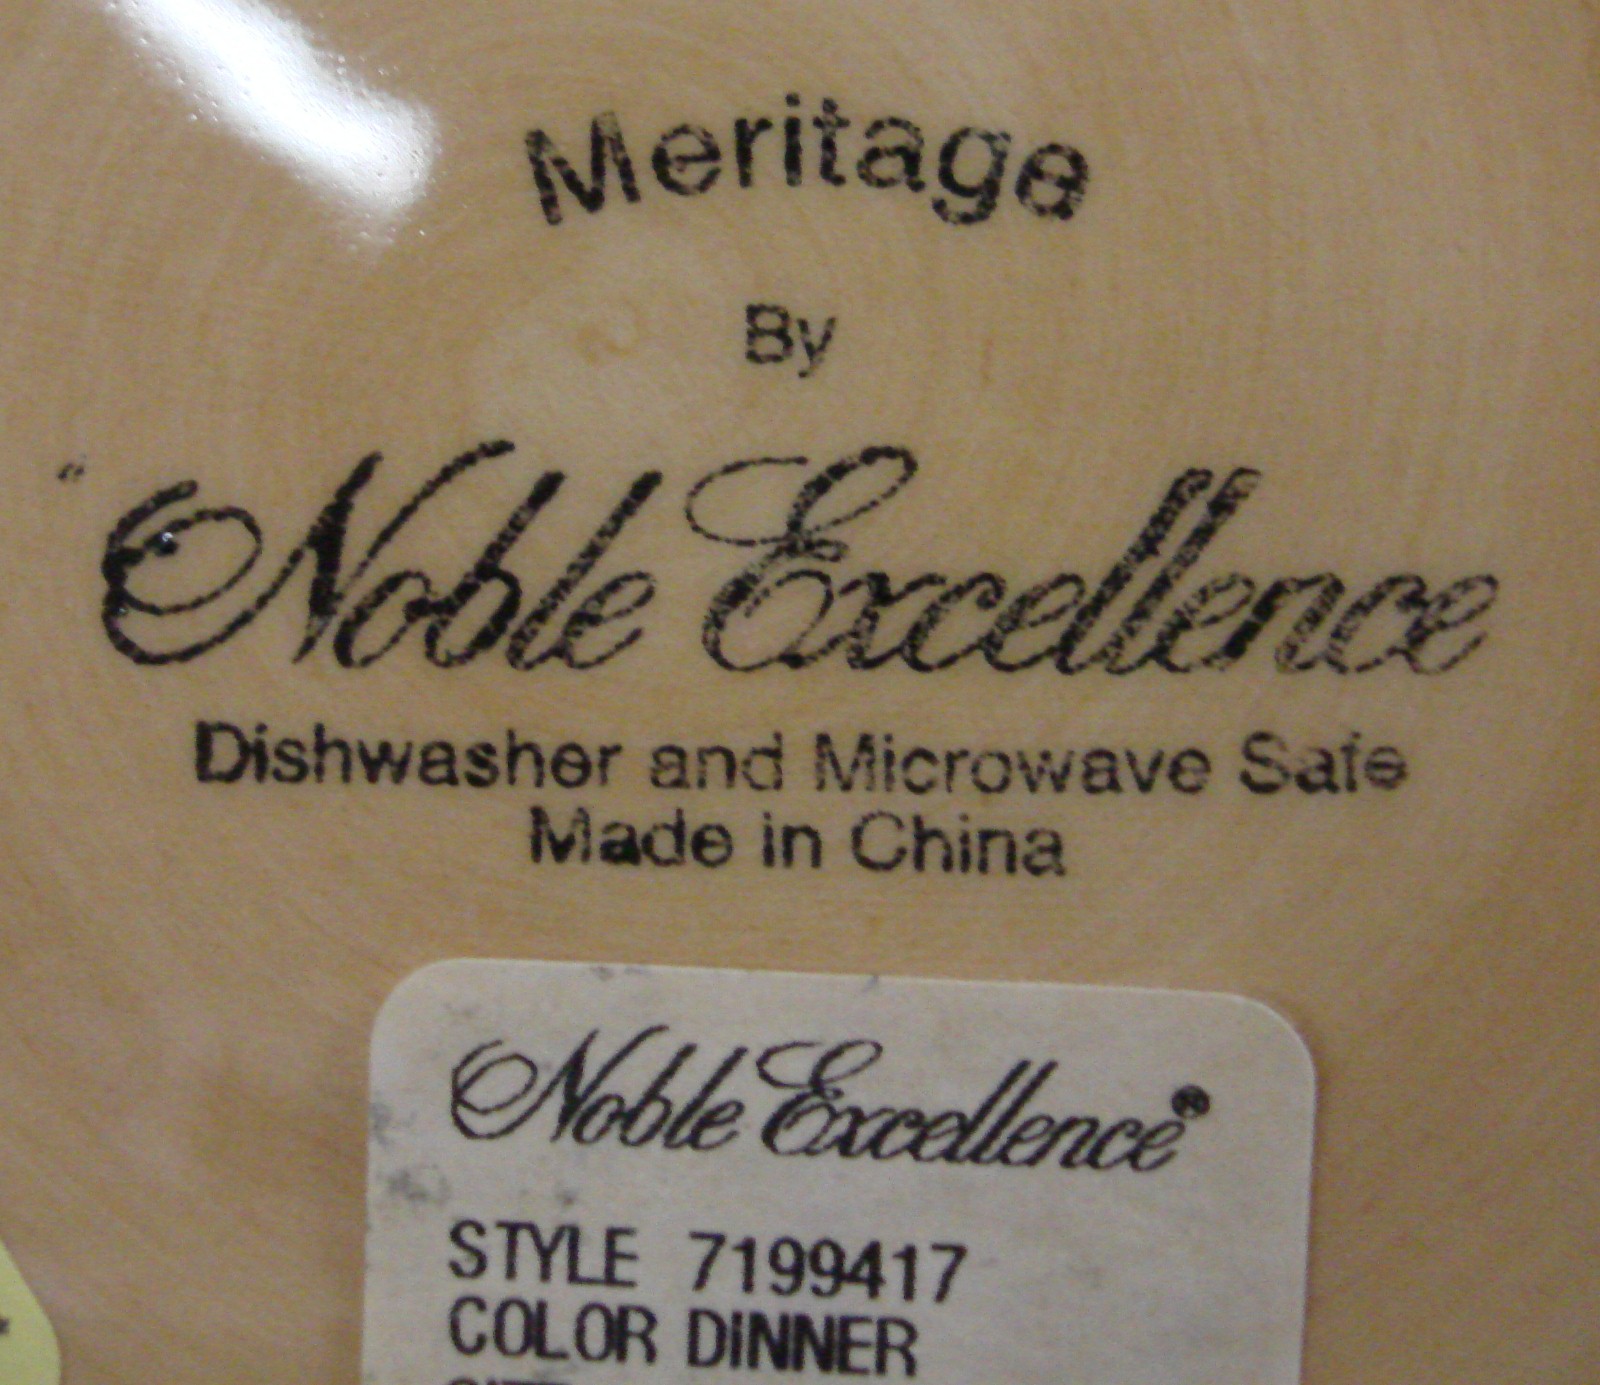 Meritage
By
Noble Excellence
Dishwasher and Microwave Safe
Made in China
Noble Excellence®
STYLE 7199417
COLOR DINNER